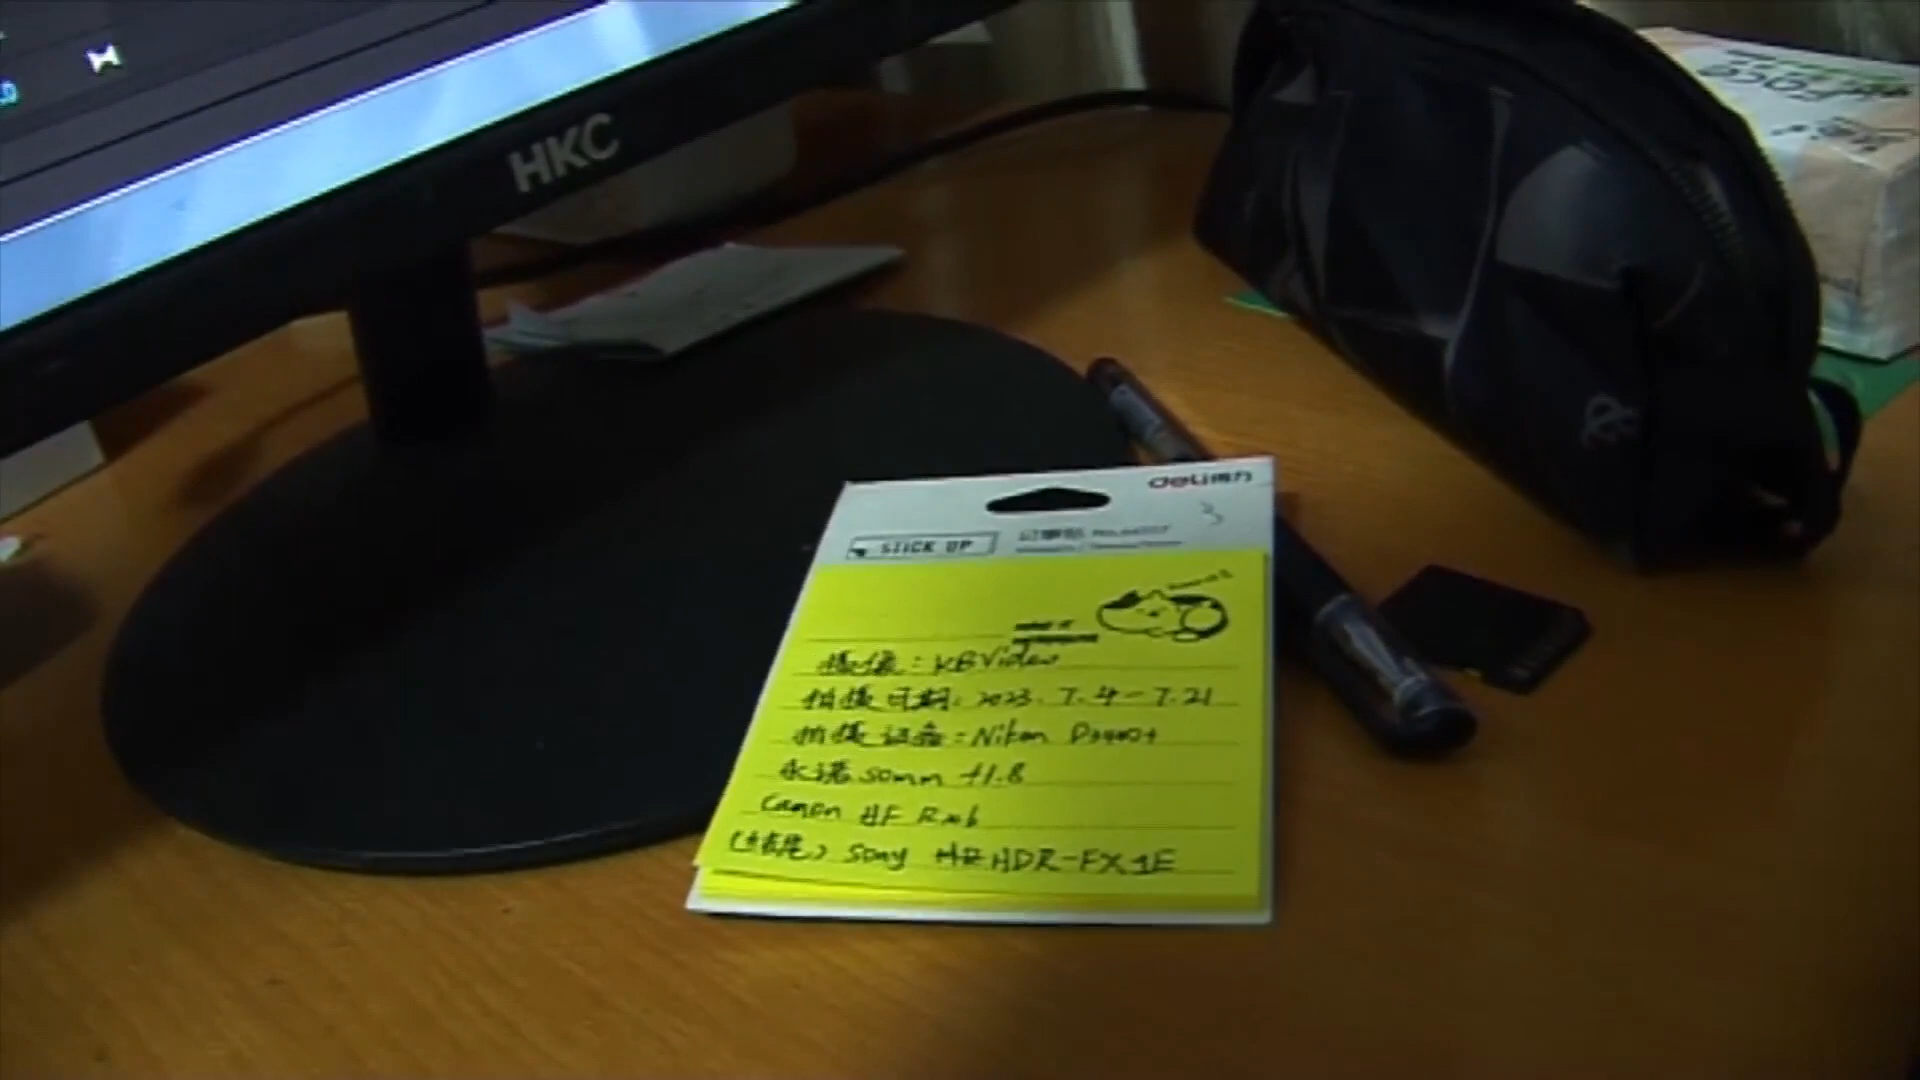 HKC
deli得力
STICK UP
摄像：KBVideo
拍摄日期：2023.7.4-7.21
拍摄设备：Nikon D3400+
永诺50mm f1.8
Canon HF
(结尾) Sony HDR-FX1E